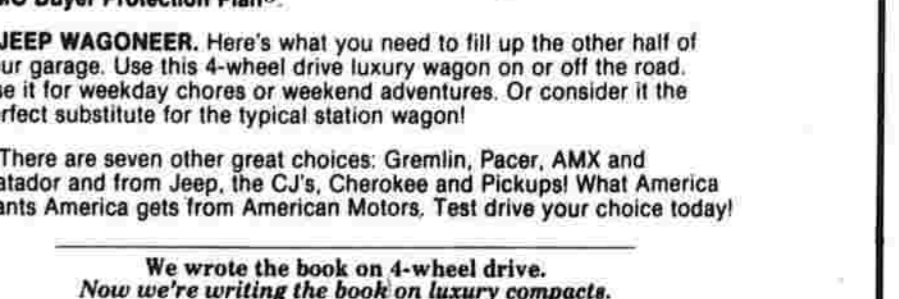 Buyer Protection Plan®.
JEEP WAGONEER. Here's what you need to fill up the other half of
ur garage. Use this 4-wheel drive luxury wagon on or off the road.
se it for weekday chores or weekend adventures. Or consider it the
rfect substitute for the typical station wagon!
There are seven other great choices: Gremlin, Pacer, AMX and
atador and from Jeep, the CJ's, Cherokee and Pickups! What America
ants America gets from American Motors. Test drive your choice today!
We wrote the book on 4-wheel drive.
Now we're writing the book on luxury compacts.